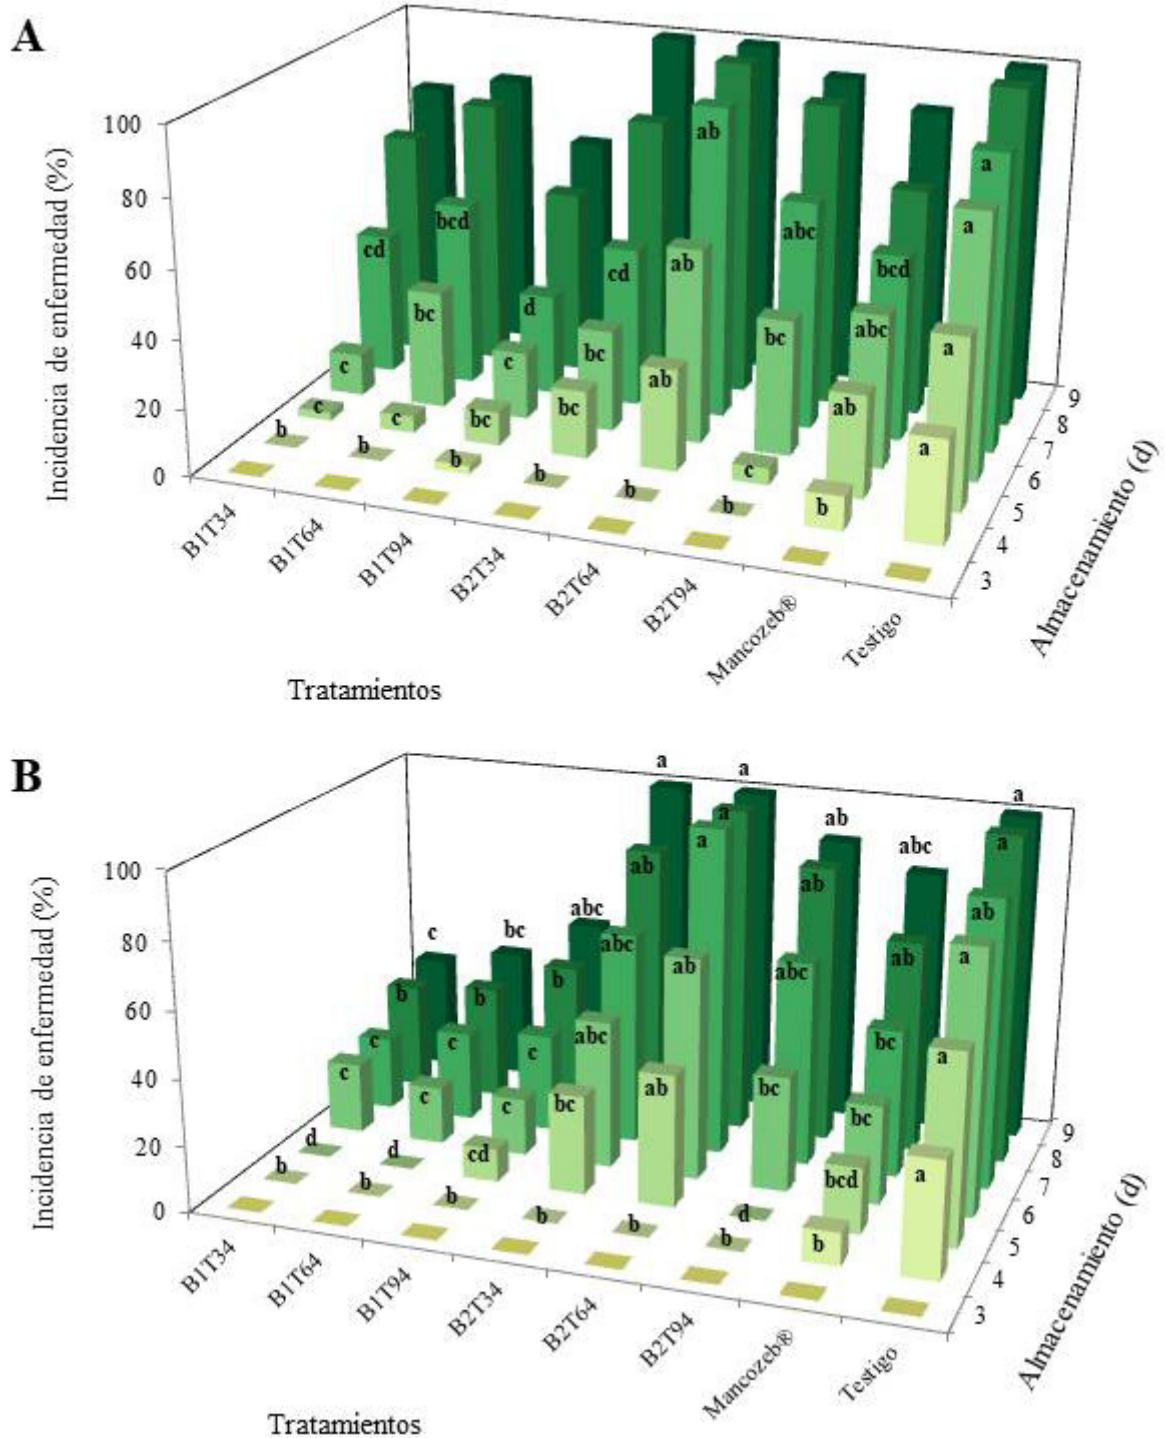 A
Incidencia de enfermedad (%)
100
80
60
40
20
0
cd
bcd
d
cd
ab
abc
bcd
a
c
bc
c
bc
ab
bc
abc
a
c
c
bc
bc
ab
c
ab
a
b
b
b
b
b
b
b
a
B1T34
B1T64
B1T94
B2T34
B2T64
B2T94
Mancozeb®
Testigo
3
4
5
6
7
8
9
Almacenamiento (d)
Tratamientos
B
Incidencia de enfermedad (%)
100
80
60
40
20
0
c
bc
abc
a
a
ab
abc
a
b
b
b
ab
a
ab
ab
a
c
c
c
abc
a
abc
bc
ab
c
c
c
abc
ab
bc
bc
a
d
d
cd
bc
ab
d
bcd
a
b
b
b
b
b
b
b
a
B1T34
B1T64
B1T94
B2T34
B2T64
B2T94
Mancozeb®
Testigo
3
4
5
6
7
8
9
Almacenamiento (d)
Tratamientos